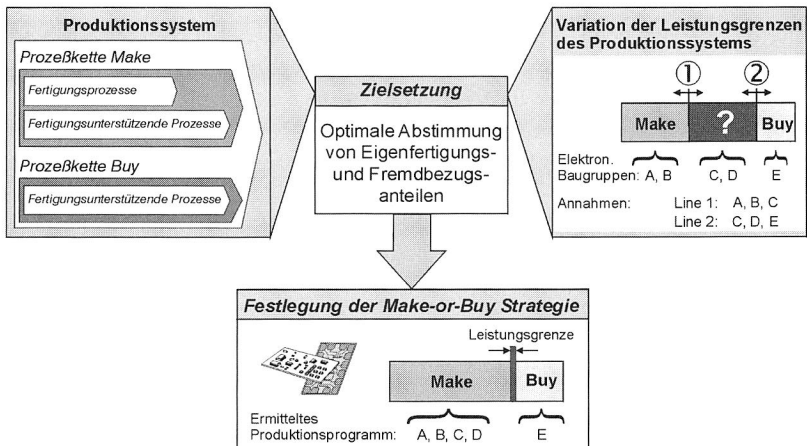 Produktionssystem
Prozeßkette Make
Fertigungsprozesse
Fertigungsunterstützende Prozesse
Prozeßkette Buy
Fertigungsunterstützende Prozesse
Zielsetzung
Optimale Abstimmung
von Eigenfertigungs-
und Fremdbezugs-
anteilen
Variation der Leistungsgrenzen
des Produktionssystems
① ②
Make ? Buy
Elektron.
Baugruppen: A, B C, D E
Annahmen: Line 1: A, B, C
Line 2: C, D, E
Festlegung der Make-or-Buy Strategie
Leistungsgrenze
Make Buy
Ermitteltes
Produktionsprogramm: A, B, C, D E